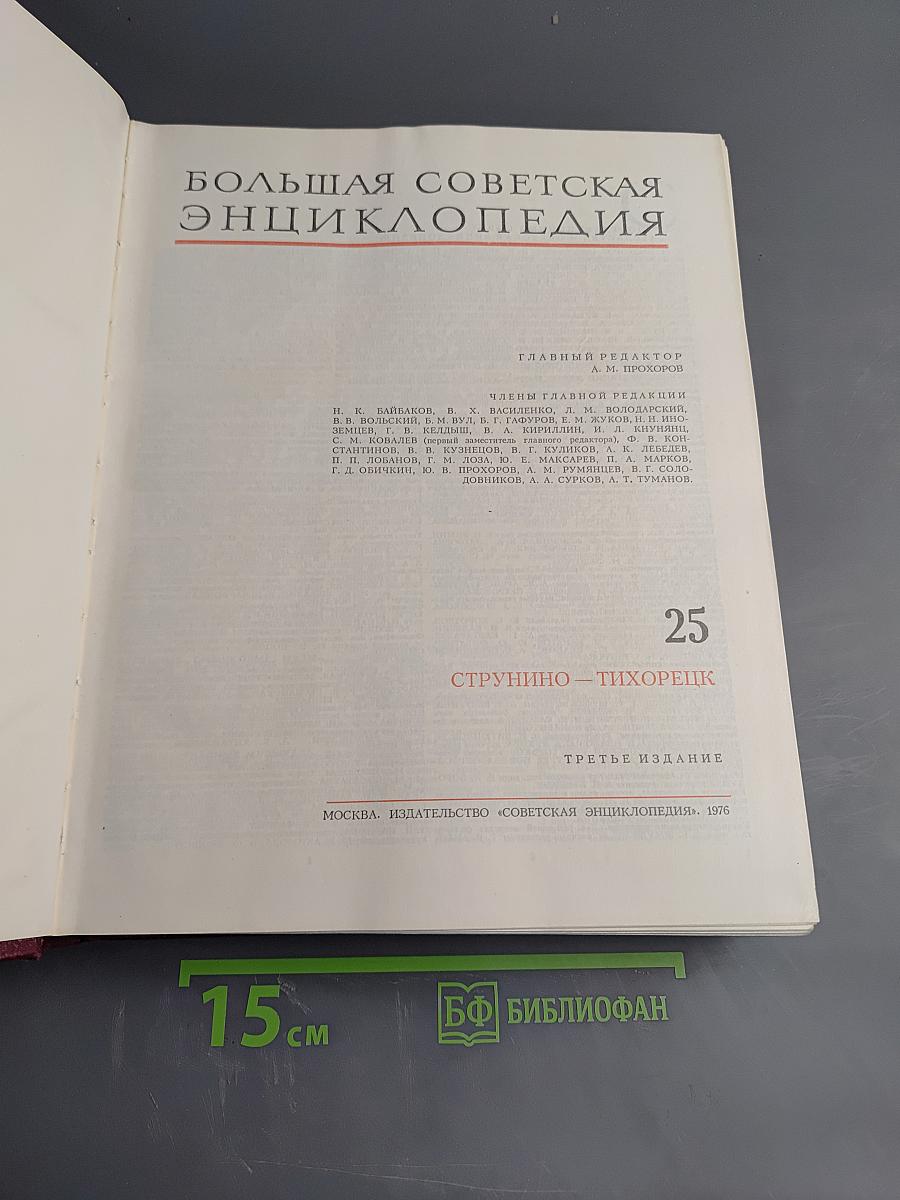 БОЛЬШАЯ СОВЕТСКАЯ
ЭНЦИКЛОПЕДИЯ
ГЛАВНЫЙ РЕДАКТОР
А. М. ПРОХОРОВ
ЧЛЕНЫ ГЛАВНОЙ РЕДАКЦИИ
Н. К. БАЙБАКОВ, В. Х. ВАСИЛЕНКО, Л. М. ВОЛОДАРСКИЙ,
В. В. ВОЛЬСКИЙ, Б. М. ВУЛ, Б. Г. ГАФУРОВ, Е. М. ЖУКОВ, Н. Н. ИНО-
ЗЕМЦЕВ, Г. В. КЕЛДЫШ, В. А. КИРИЛЛИН, И. Л. КНУНЯНЦ,
С. М. КОВАЛЕВ (первый заместитель главного редактора), Ф. В. КОН-
СТАНТИНОВ, В. В. КУЗНЕЦОВ, В. Г. КУЛИКОВ, А. К. ЛЕБЕДЕВ,
П. П. ЛОБАНОВ, Г. М. ЛОЗА, Ю. Е. МАКСАРЕВ, П. А. МАРКОВ,
Г. Д. ОБИЧКИН, Ю. В. ПРОХОРОВ, А. М. РУМЯНЦЕВ, В. Г. СОЛО-
ДОВНИКОВ, А. А. СУРКОВ, А. Т. ТУМАНОВ.
25
СТРУНИНО — ТИХОРЕЦК
ТРЕТЬЕ ИЗДАНИЕ
МОСКВА. ИЗДАТЕЛЬСТВО «СОВЕТСКАЯ ЭНЦИКЛОПЕДИЯ». 1976
15 см
БФ БИБЛИОФАН